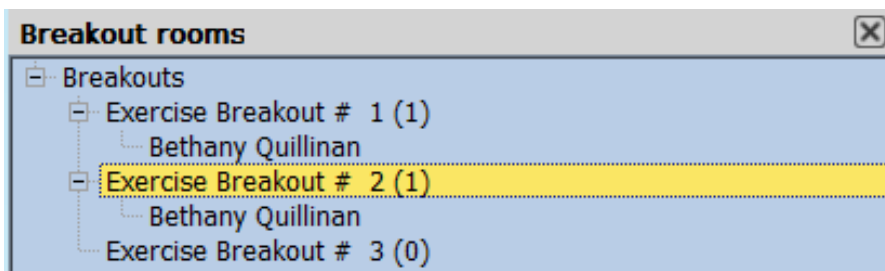 Breakout rooms
Breakouts
Exercise Breakout #  1 (1)
Bethany Quillinan
Exercise Breakout #  2 (1)
Bethany Quillinan
Exercise Breakout #  3 (0)